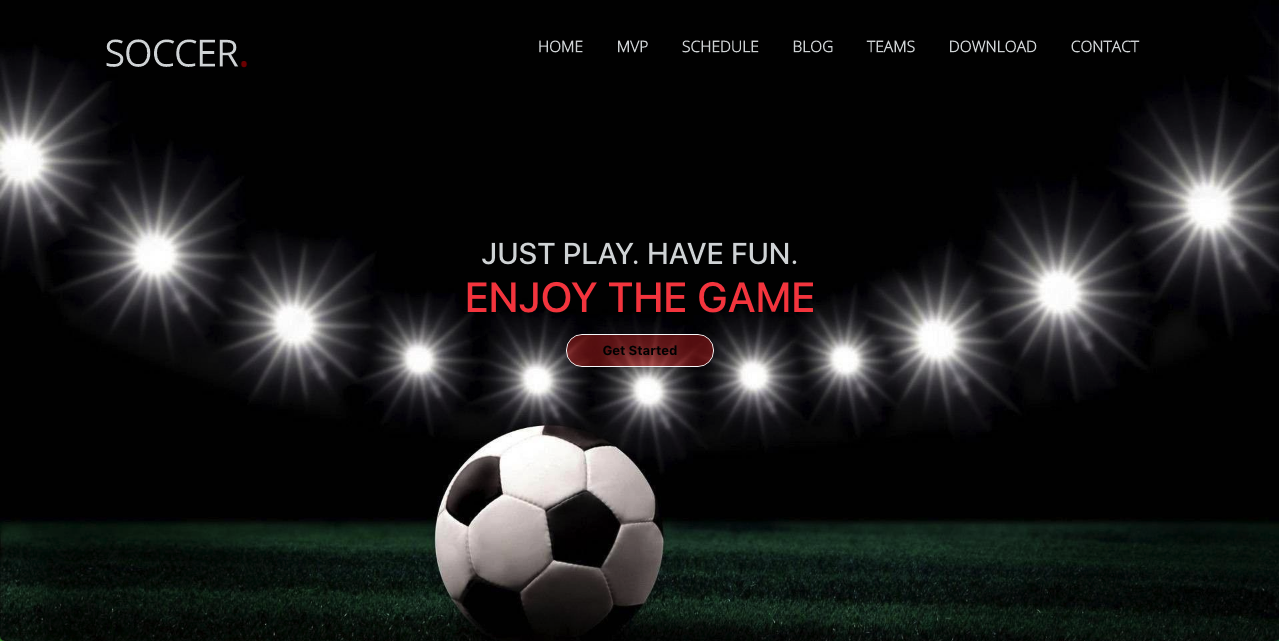 SOCCER.
HOME MVP SCHEDULE BLOG TEAMS DOWNLOAD CONTACT
JUST PLAY. HAVE FUN.
ENJOY THE GAME
Get Started